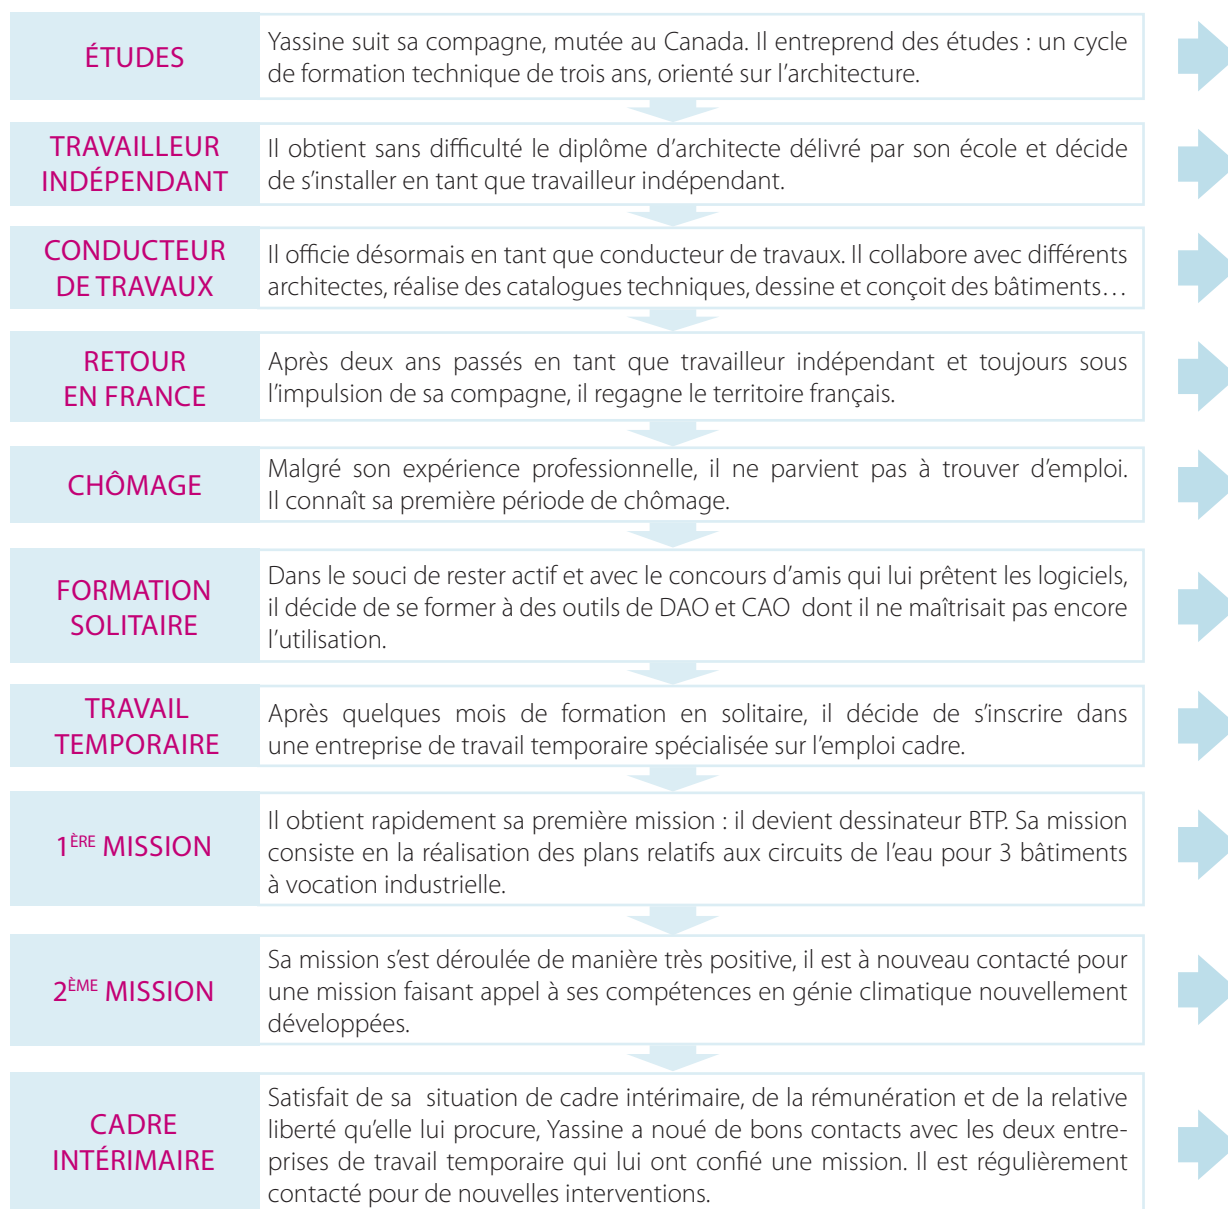 ÉTUDES
Yassine suit sa compagne, mutée au Canada. Il entreprend des études : un cycle
de formation technique de trois ans, orienté sur l’architecture.
TRAVAILLEUR
INDÉPENDANT
Il obtient sans difficulté le diplôme d’architecte délivré par son école et décide
de s’installer en tant que travailleur indépendant.
CONDUCTEUR
DE TRAVAUX
Il officie désormais en tant que conducteur de travaux. Il collabore avec différents
architectes, réalise des catalogues techniques, dessine et conçoit des bâtiments…
RETOUR
EN FRANCE
Après deux ans passés en tant que travailleur indépendant et toujours sous
l’impulsion de sa compagne, il regagne le territoire français.
CHÔMAGE
Malgré son expérience professionnelle, il ne parvient pas à trouver d’emploi.
Il connaît sa première période de chômage.
FORMATION
SOLITAIRE
Dans le souci de rester actif et avec le concours d’amis qui lui prêtent les logiciels,
il décide de se former à des outils de DAO et CAO dont il ne maîtrisait pas encore
l’utilisation.
TRAVAIL
TEMPORAIRE
Après quelques mois de formation en solitaire, il décide de s’inscrire dans
une entreprise de travail temporaire spécialisée sur l’emploi cadre.
1ÈRE MISSION
Il obtient rapidement sa première mission : il devient dessinateur BTP. Sa mission
consiste en la réalisation des plans relatifs aux circuits de l’eau pour 3 bâtiments
à vocation industrielle.
2ÈME MISSION
Sa mission s’est déroulée de manière très positive, il est à nouveau contacté pour
une mission faisant appel à ses compétences en génie climatique nouvellement
développées.
CADRE
INTÉRIMAIRE
Satisfait de sa situation de cadre intérimaire, de la rémunération et de la relative
liberté qu’elle lui procure, Yassine a noué de bons contacts avec les deux entre-
prises de travail temporaire qui lui ont confié une mission. Il est régulièrement
contacté pour de nouvelles interventions.